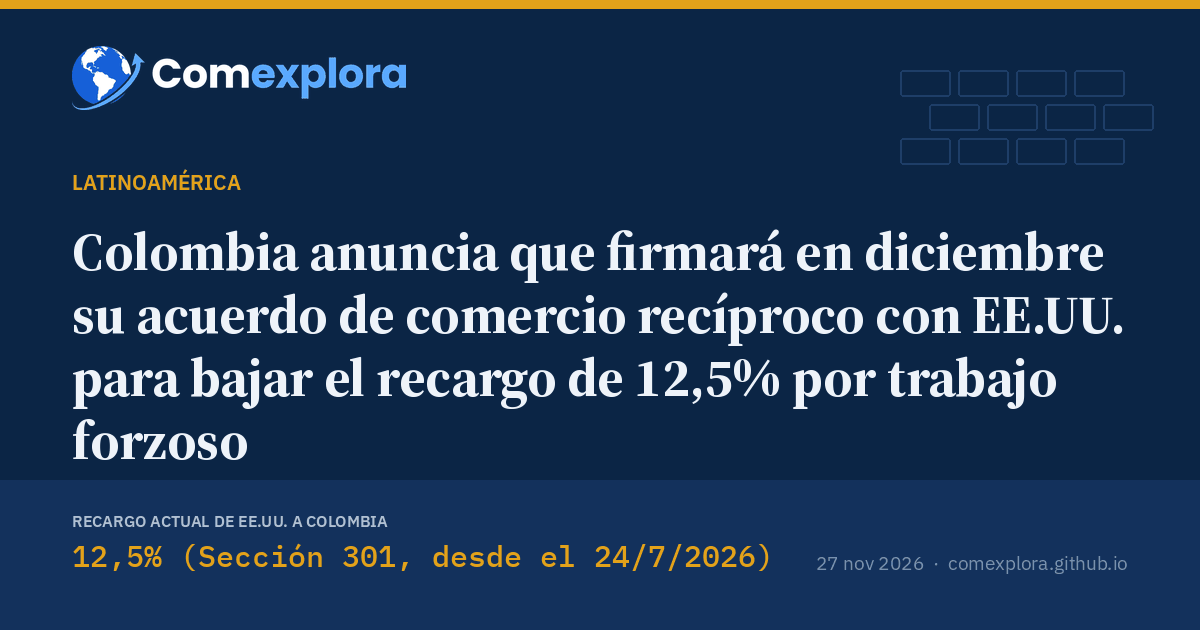 Comexplora
LATINOAMÉRICA
Colombia anuncia que firmará en diciembre
su acuerdo de comercio recíproco con EE.UU.
para bajar el recargo de 12,5% por trabajo
forzoso
RECARGO ACTUAL DE EE.UU. A COLOMBIA
12,5% (Sección 301, desde el 24/7/2026)
27 nov 2026 · comexplora.github.io